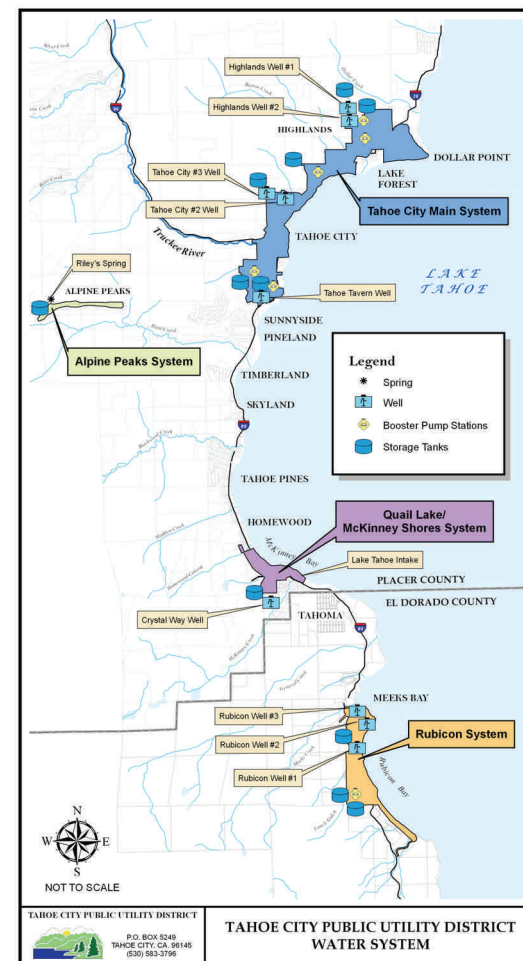 Highlands Well #1
Highlands Well #2
HIGHLANDS
DOLLAR POINT
LAKE
FOREST
Tahoe City #3 Well
Tahoe City #2 Well
Tahoe City Main System
Truckee River
TAHOE CITY
Riley's Spring
ALPINE PEAKS
LAKE
TAHOE
Tahoe Tavern Well
Alpine Peaks System
SUNNYSIDE
PINELAND
TIMBERLAND
SKYLAND
Legend
Spring
Well
Booster Pump Stations
Storage Tanks
89
TAHOE PINES
Quail Lake/
McKinney Shores System
HOMEWOOD
McKinney Bay
Lake Tahoe Intake
PLACER COUNTY
EL DORADO COUNTY
Crystal Way Well
TAHOMA
89
MEEKS BAY
Rubicon Well #3
Rubicon Well #2
Rubicon System
Rubicon Well #1
Rubicon Bay
N
W
E
S
NOT TO SCALE
TAHOE CITY PUBLIC UTILITY DISTRICT
P.O. BOX 5249
TAHOE CITY, CA. 96145
(530) 583-3796
TAHOE CITY PUBLIC UTILITY DISTRICT
WATER SYSTEM